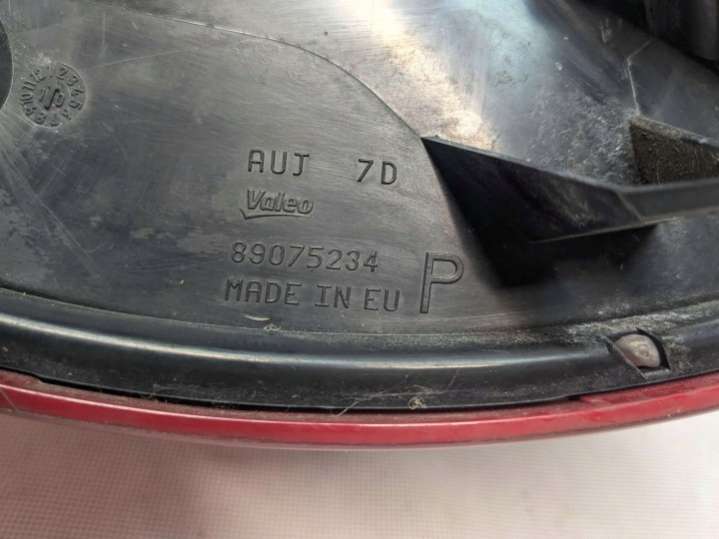 AUJ 7D
Valeo
89075234
MADE IN EU
P